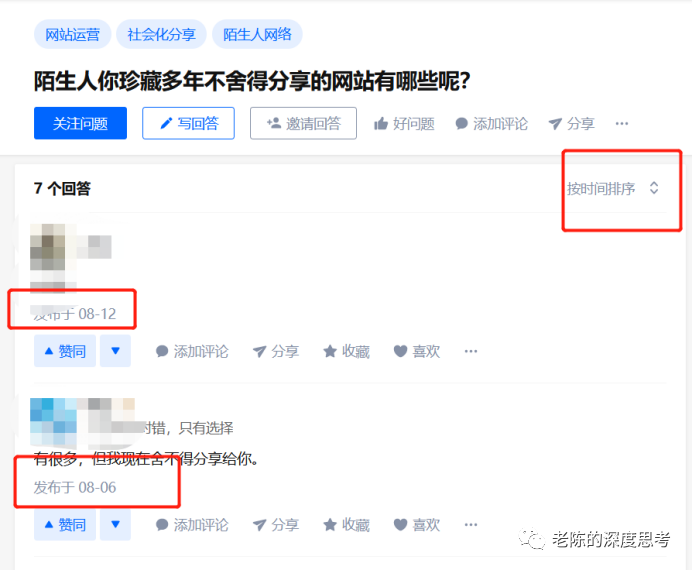 网站运营 社会化分享 陌生人网络
陌生人你珍藏多年不舍得分享的网站有哪些呢?
关注问题 写回答 邀请回答 好问题 添加评论 分享
7 个回答 按时间排序
发布于 08-12
赞同 添加评论 分享 收藏 喜欢
错，只有选择
有很多，但我现在舍不得分享给你。
发布于 08-06
赞同 添加评论 分享 收藏 喜欢
老陈的深度思考